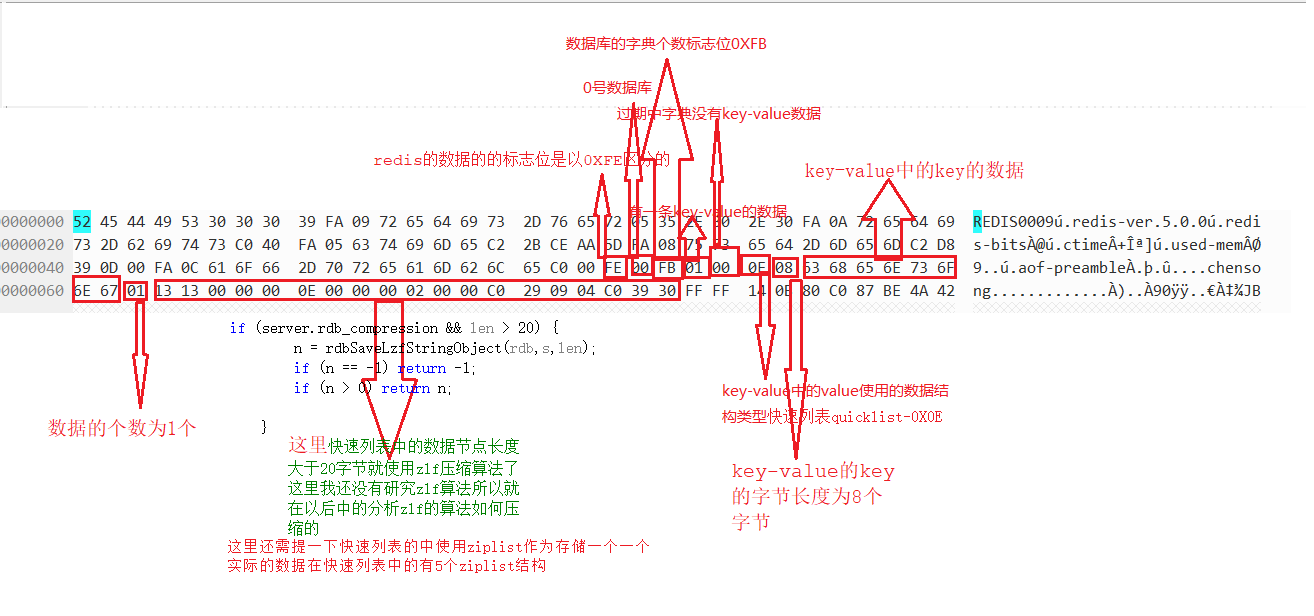 数据库的字典个数标志位0XFB
0号数据库
过期中字典没有key-value数据
redis的数据的的标志位是以0XFE区分的
key-value中的key的数据
有一条key-value的数据
00000000 52 45 44 49 53 30 30 30 39 FA 09 72 65 64 69 73 2D 76 65 72 05 35 2E 30 2E 30 FA 0A 72 65 64 69 REDIS0009ú.redis-ver.5.0.0ú.redi
00000020 73 2D 62 69 74 73 C0 40 FA 05 63 74 69 6D 65 C2 2B CE AA 5D FA 08 75 73 65 64 2D 6D 65 6D C2 D8 s-bitsÀ@ú.ctimeÂ+Îª]ú.used-memÂØ
00000040 39 0D 00 FA 0C 61 6F 66 2D 70 72 65 61 6D 62 6C 65 C0 00 FE 00 FB 01 00 0E 08 63 68 65 6E 73 6F 9..ú.aof-preambleÀ.þ.û....chenso
00000060 6E 67 01 13 13 00 00 00 0E 00 00 00 02 00 00 C0 29 09 04 C0 39 30 FF FF 14 0E 80 C0 87 BE 4A 42 ng.............À)..À90ÿÿ..€À‡¾JB
if (server.rdb_compression && len > 20) {
n = rdbSaveLzfStringObject(rdb,s,len);
if (n == -1) return -1;
if (n > 0) return n;
}
key-value中的value使用的数据结
构类型快速列表quicklist-0X0E
数据的个数为1个
这里快速列表中的数据节点长度
大于20字节就使用zlf压缩算法了
这里我还没有研究zlf算法所以就
在以后中的分析zlf的算法如何压
缩的
key-value的key
的字节长度为8个
字节
这里还需提一下快速列表的中使用ziplist作为存储一个一个
实际的数据在快速列表中的有5个ziplist结构